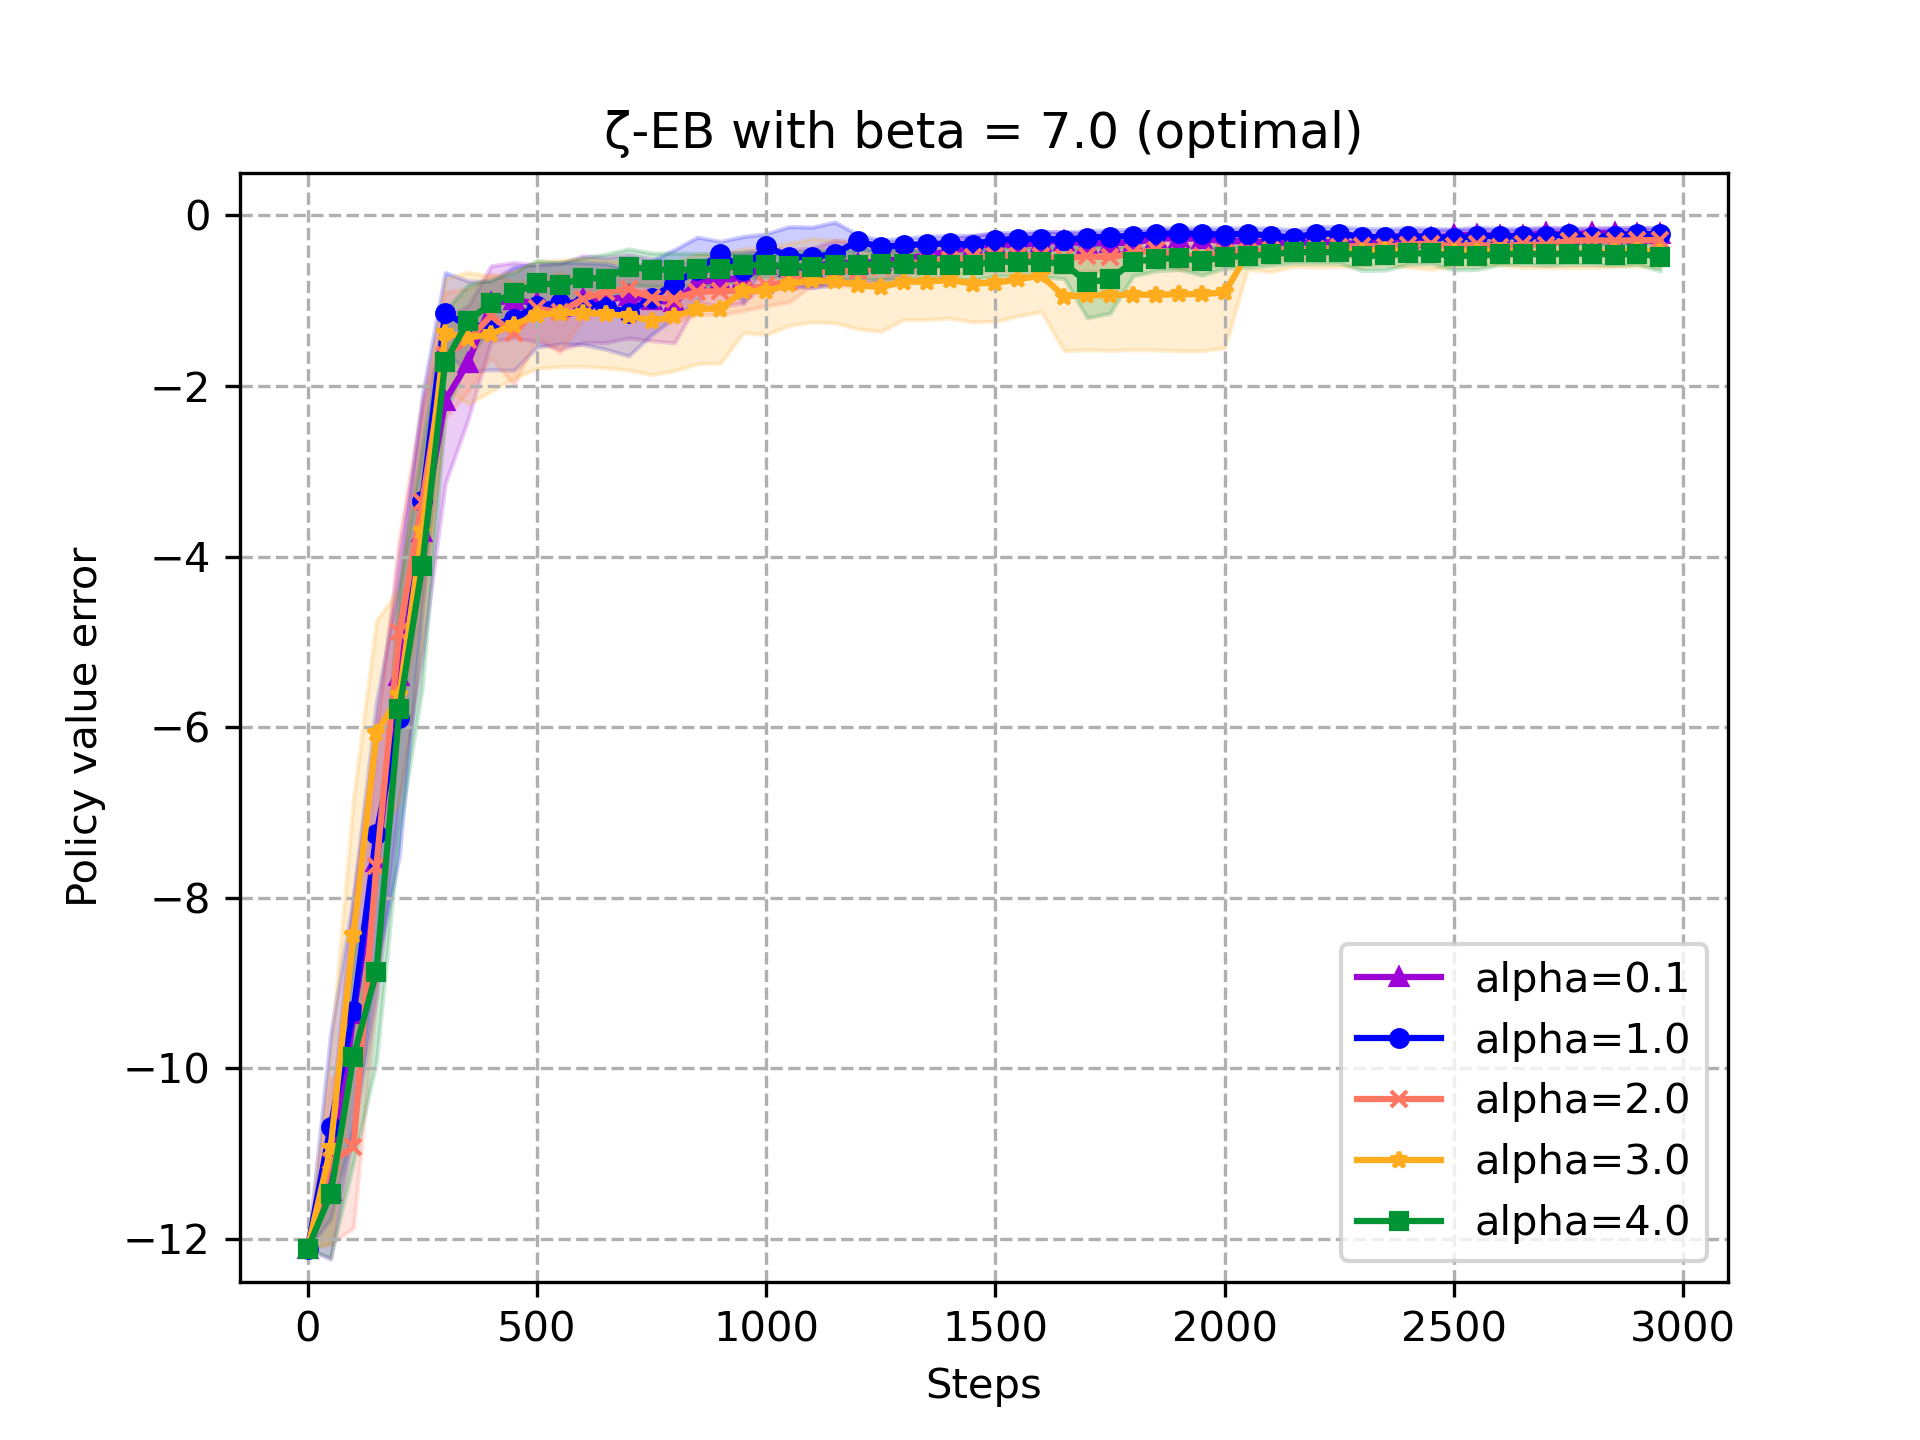 ζ-EB with beta = 7.0 (optimal)
Policy value error
0
−2
−4
−6
−8
−10
−12
0 500 1000 1500 2000 2500 3000
Steps
alpha=0.1
alpha=1.0
alpha=2.0
alpha=3.0
alpha=4.0